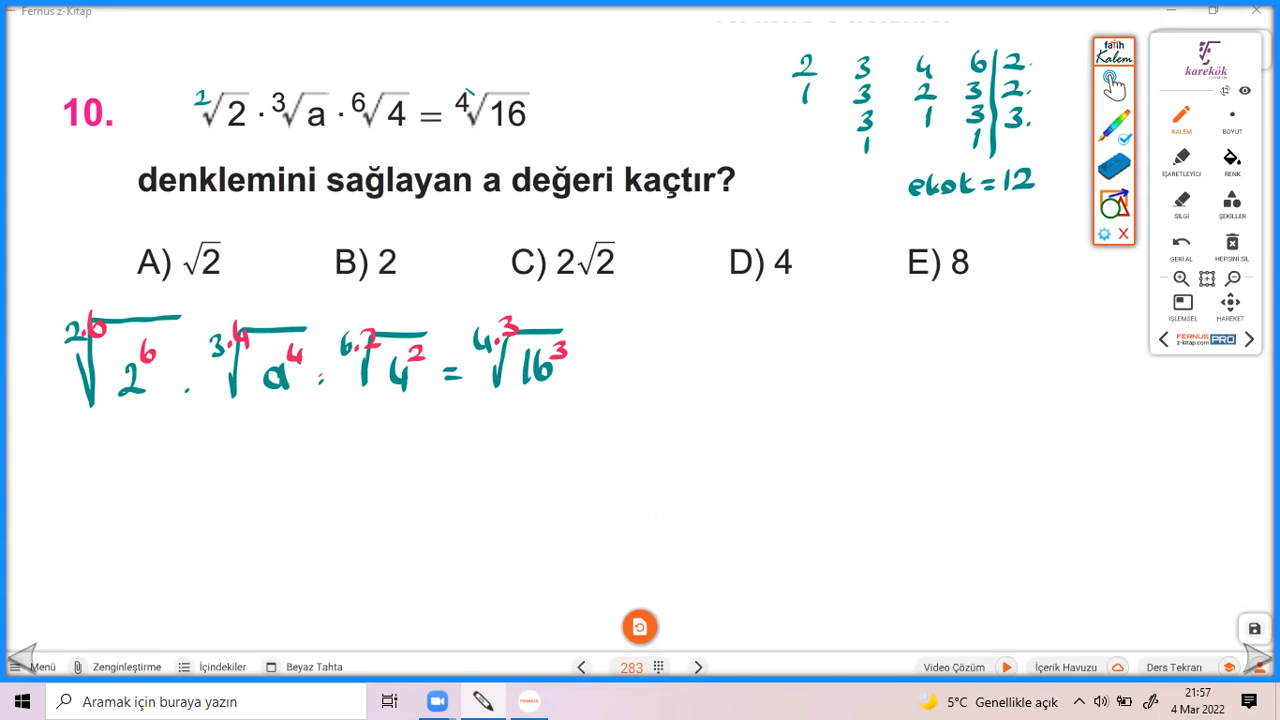 Fernus z-Kitap
10. ²√2 · ³√a · ⁶√4 = ⁴√16
denklemini sağlayan a değeri kaçtır?
A) √2 B) 2 C) 2√2 D) 4 E) 8
2 3 4 6 | 2.
1 3 2 3 | 2.
3 1 3 | 3.
1 1
ekok = 12
2.6√2⁶ · 3.4√a⁴ · 6.2√4² = 4.3√16³
fatih
Kalem
karekök
KALEM
BOYUT
İŞARETLEYİCİ
RENK
SİLGİ
ŞEKİLLER
GERİ AL
HEPSİNİ SİL
İŞLEMSEL
HAREKET
FERNUS PRO
z-kitap.com
Menü Zenginleştirme İçindekiler Beyaz Tahta 283 Video Çözüm İçerik Havuzu Ders Tekrarı
Aramak için buraya yazın
FERNUS
5°C Genellikle açık
21:57
4 Mar 2022